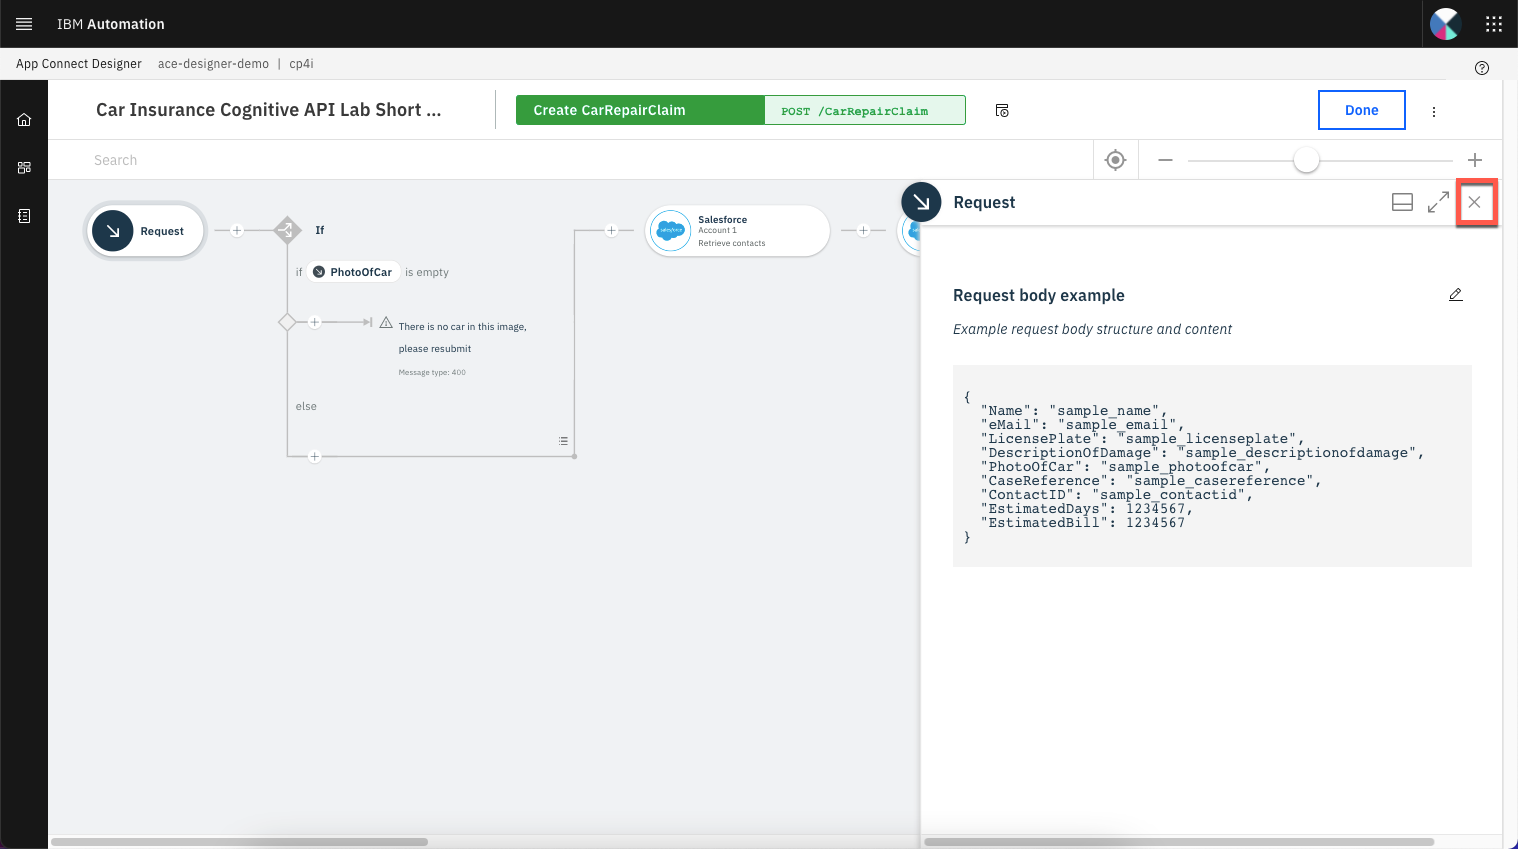 IBM Automation
App Connect Designer ace-designer-demo | cp4i
Car Insurance Cognitive API Lab Short ...
Create CarRepairClaim
POST /CarRepairClaim
Done
Search
Request
If
if PhotoOfCar is empty
There is no car in this image,
please resubmit
Message type: 400
else
salesforce
Salesforce
Account 1
Retrieve contacts
Request
Request body example
Example request body structure and content
{
"Name": "sample_name",
"eMail": "sample_email",
"LicensePlate": "sample_licenseplate",
"DescriptionOfDamage": "sample_descriptionofdamage",
"PhotoOfCar": "sample_photoofcar",
"CaseReference": "sample_casereference",
"ContactID": "sample_contactid",
"EstimatedDays": 1234567,
"EstimatedBill": 1234567
}